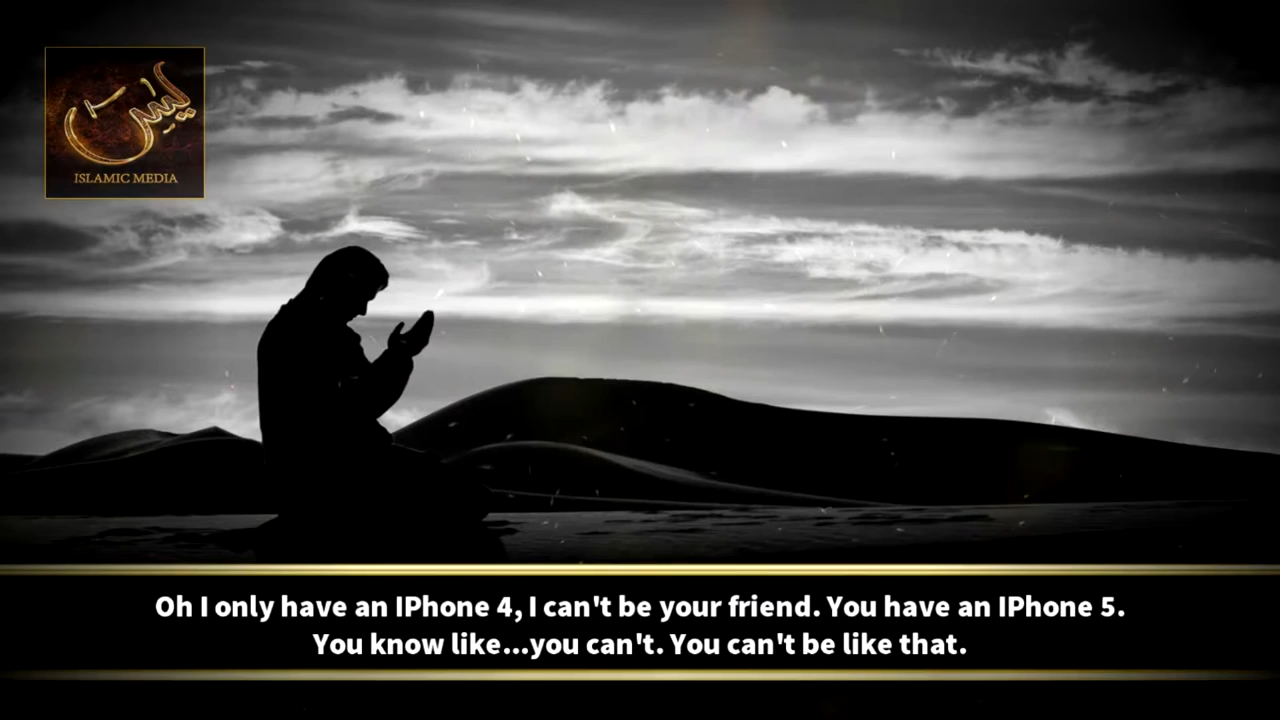 يٰسٓ
ISLAMIC MEDIA
Oh I only have an IPhone 4, I can't be your friend. You have an IPhone 5.
You know like...you can't. You can't be like that.